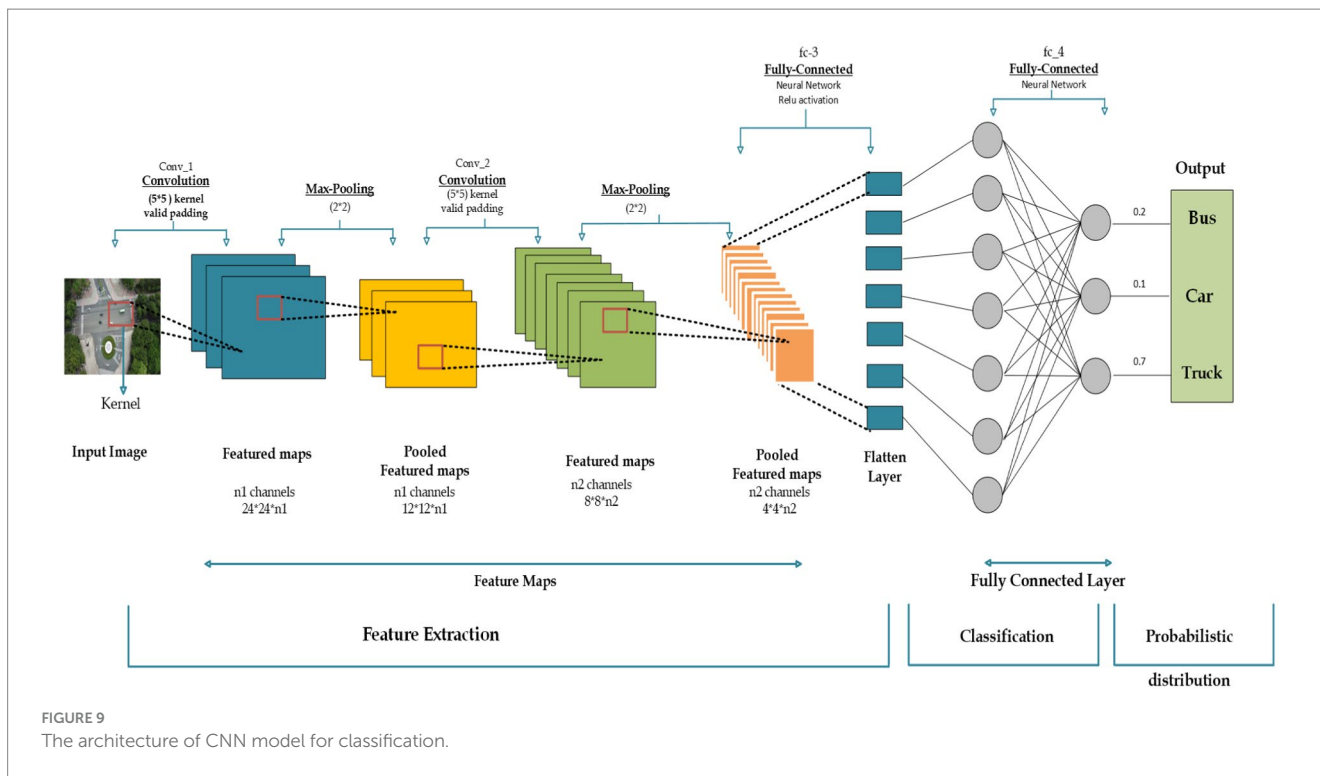 fc-3
Fully-Connected
Neural Network
Relu activation
fc_4
Fully-Connected
Neural Network
Conv_1
Convolution
(5*5 ) kernel
valid padding
Max-Pooling
(2*2)
Conv_2
Convolution
(5*5) kernel
valid padding
Max-Pooling
(2*2)
Output
0.2
Bus
0.1
Car
0.7
Truck
Kernel
Input Image
Featured maps
n1 channels
24*24*n1
Pooled
Featured maps
n1 channels
12*12*n1
Featured maps
n2 channels
8*8*n2
Pooled
Featured maps
n2 channels
4*4*n2
Flatten
Layer
Feature Maps
Fully Connected Layer
Feature Extraction
Classification
Probabilistic
distribution
FIGURE 9
The architecture of CNN model for classification.